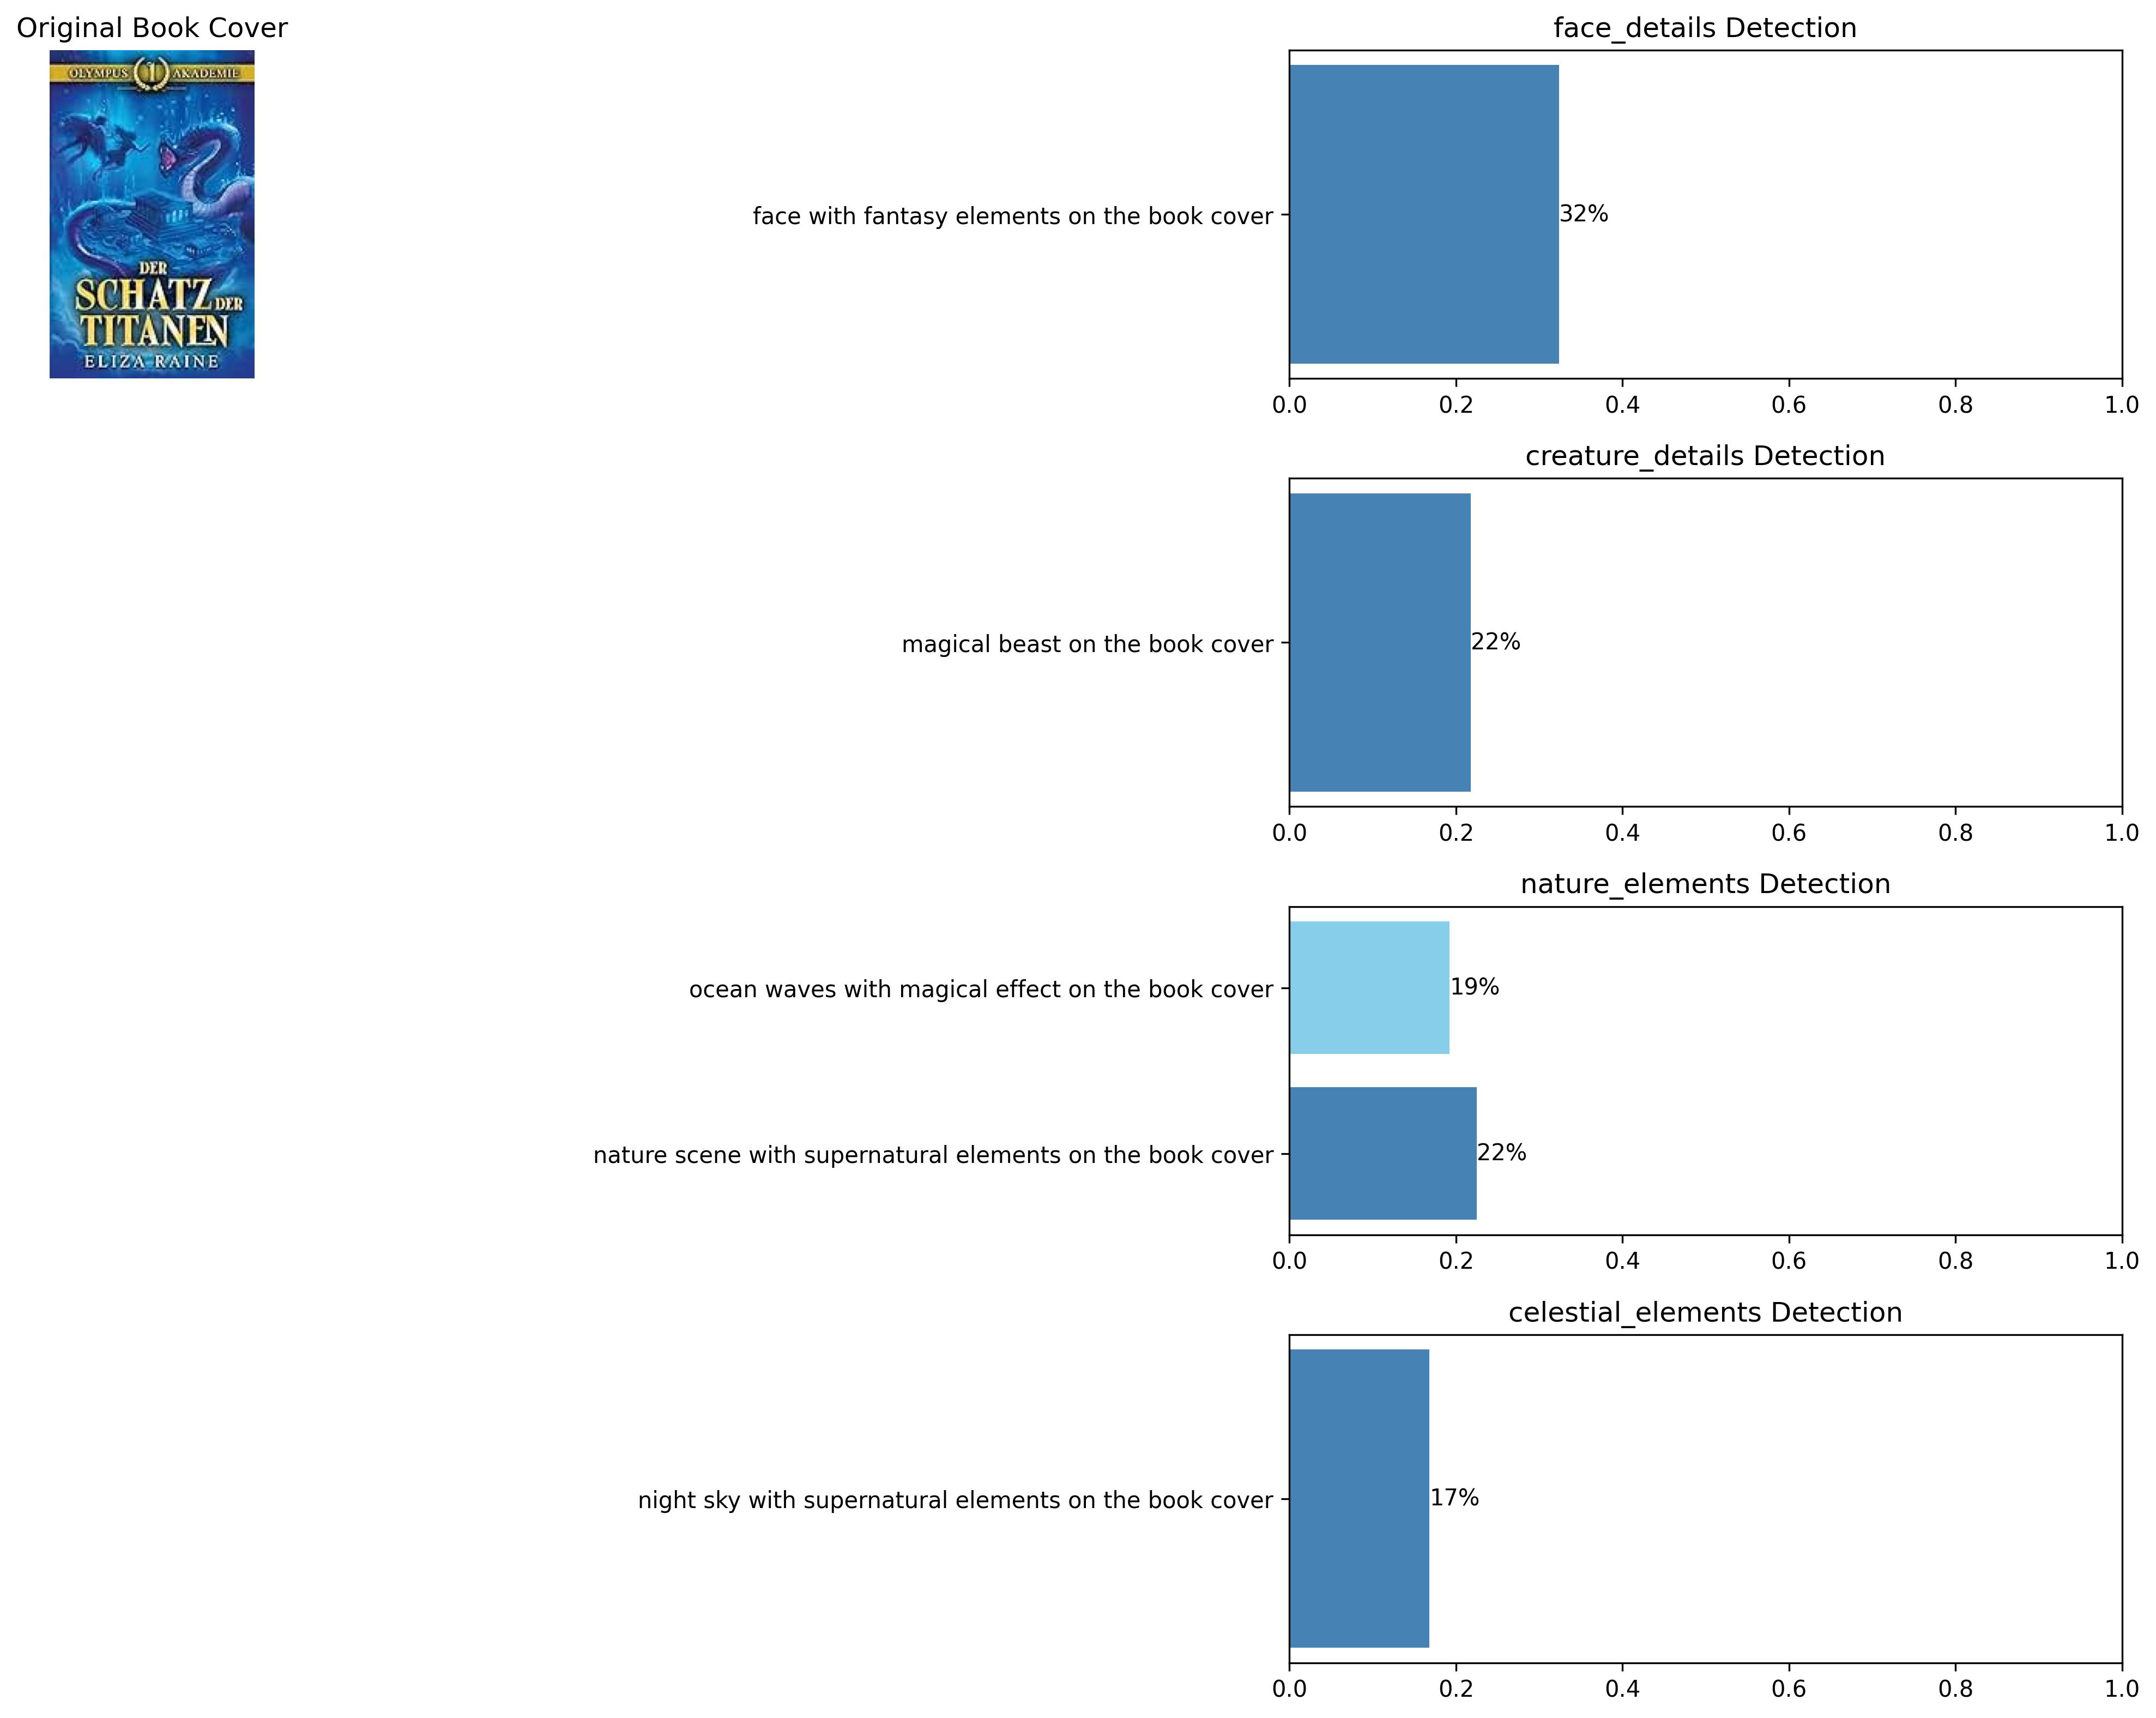 Original Book Cover
OLYMPUS 1 AKADEMIE
DER
SCHATZ DER
TITANEN
ELIZA RAINE
face_details Detection
face with fantasy elements on the book cover
32%
0.0 0.2 0.4 0.6 0.8 1.0
creature_details Detection
magical beast on the book cover
22%
0.0 0.2 0.4 0.6 0.8 1.0
nature_elements Detection
ocean waves with magical effect on the book cover
19%
nature scene with supernatural elements on the book cover
22%
0.0 0.2 0.4 0.6 0.8 1.0
celestial_elements Detection
night sky with supernatural elements on the book cover
17%
0.0 0.2 0.4 0.6 0.8 1.0